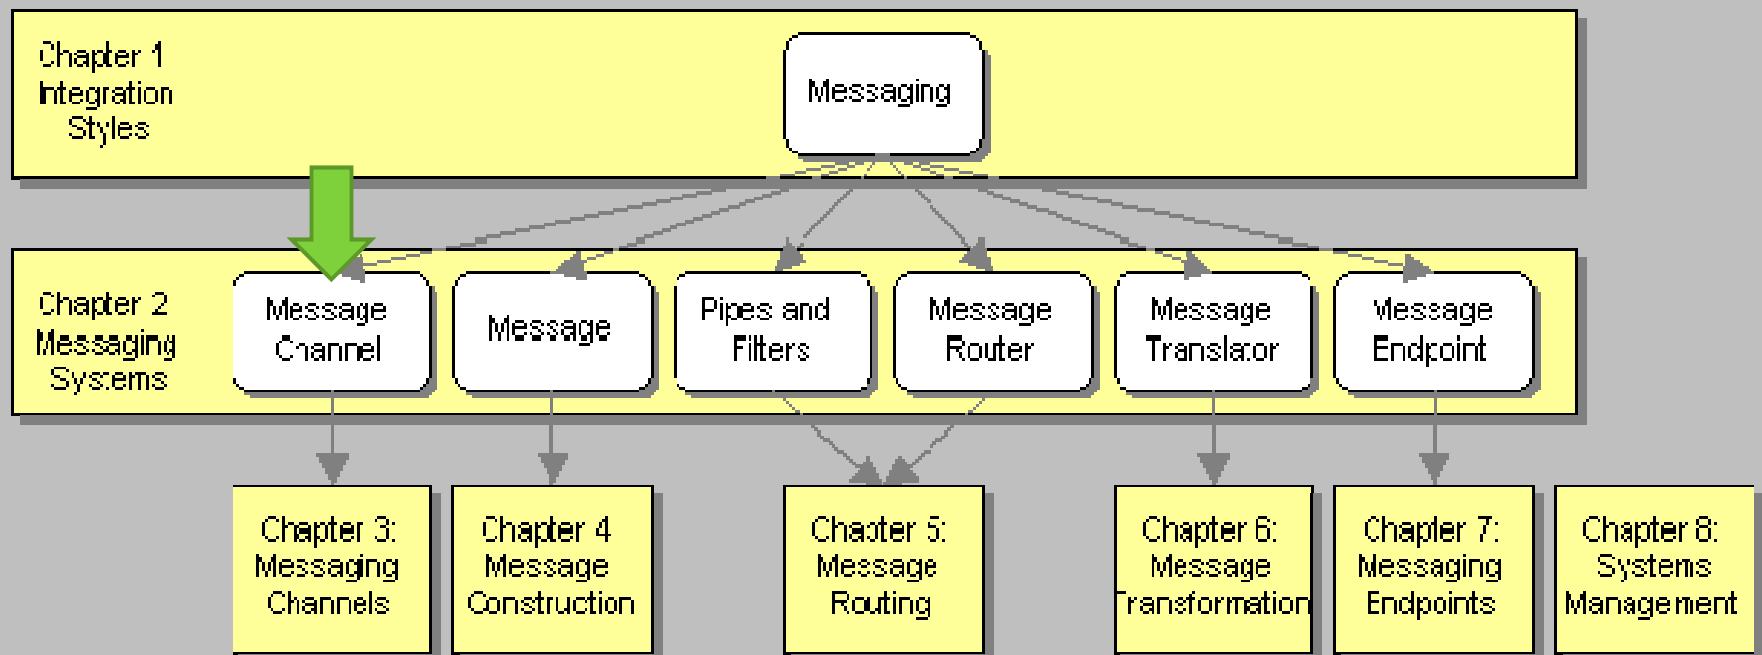 Chapter 1
Integration
Styles
Messaging
Chapter 2
Messaging
Systems
Message
Channel
Message
Pipes and
Filters
Message
Router
Message
Translator
Message
Endpoint
Chapter 3:
Messaging
Channels
Chapter 4
Message
Construction
Chapter 5:
Message
Routing
Chapter 6:
Message
Transformation
Chapter 7:
Messaging
Endpoints
Chapter 8:
Systems
Management